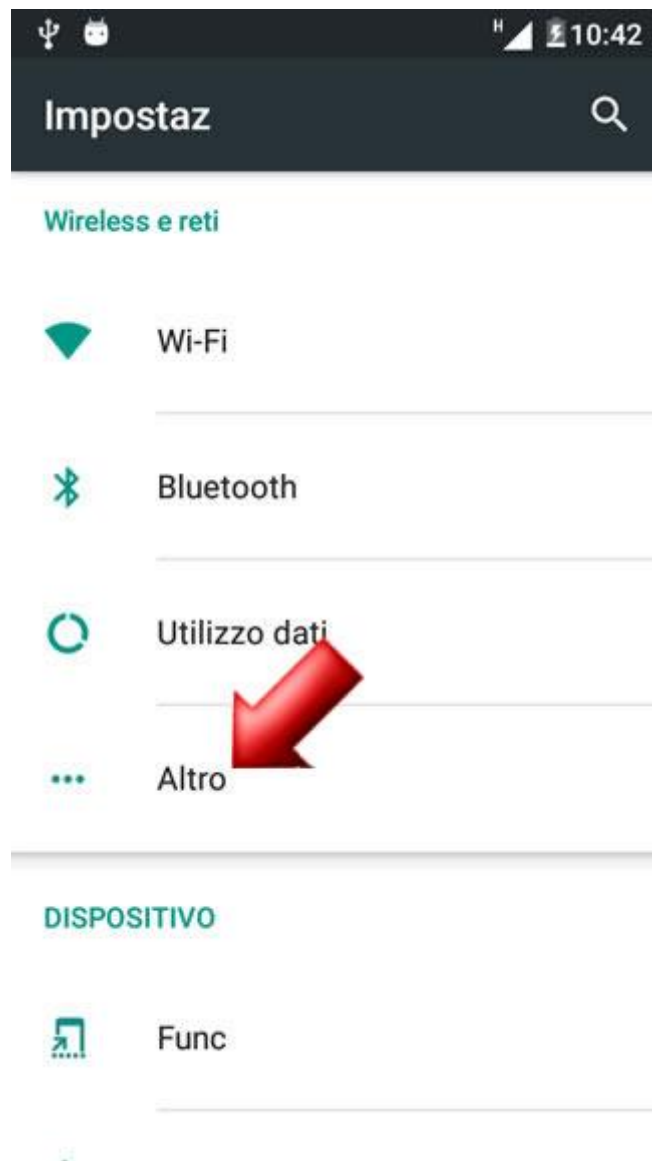 H 10:42
Impostaz
Wireless e reti
Wi-Fi
Bluetooth
Utilizzo dati
Altro
DISPOSITIVO
Func